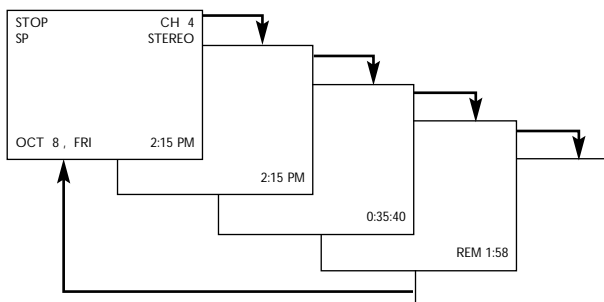 STOP CH 4
SP STEREO
OCT 8 , FRI 2:15 PM
2:15 PM
0:35:40
REM 1:58